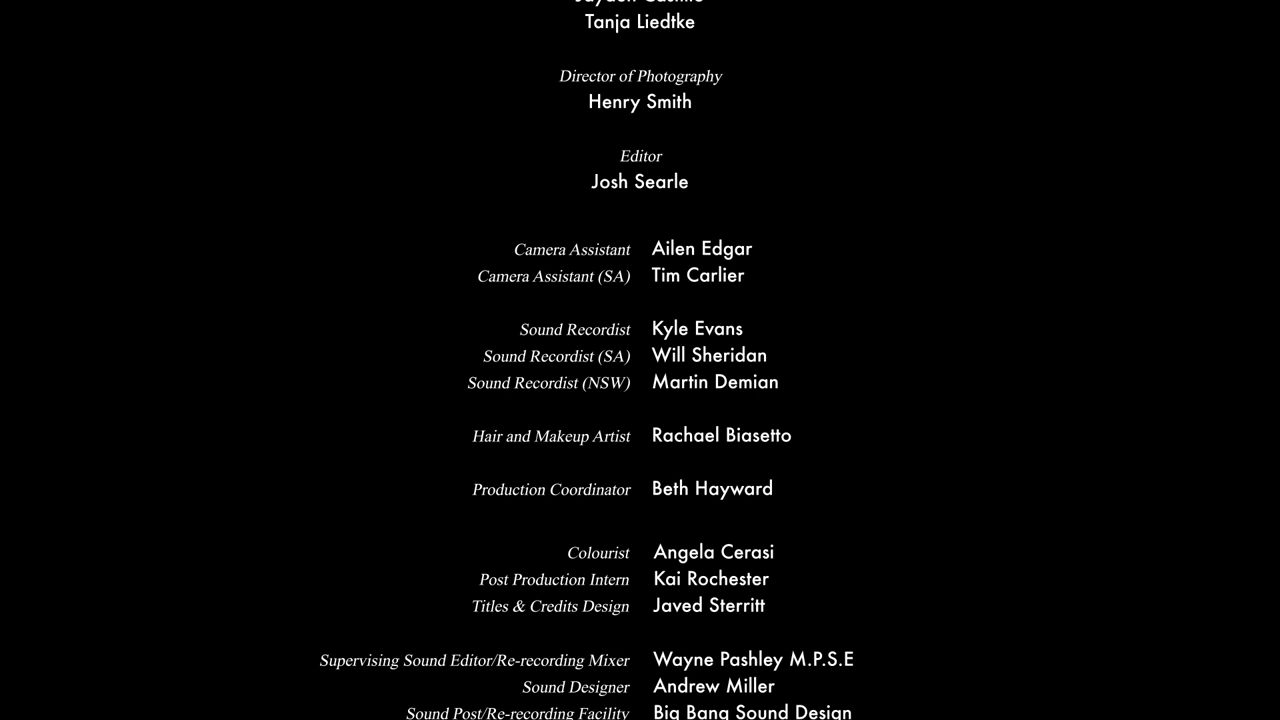 Tanja Liedtke
Director of Photography
Henry Smith
Editor
Josh Searle
Camera Assistant Ailen Edgar
Camera Assistant (SA) Tim Carlier
Sound Recordist Kyle Evans
Sound Recordist (SA) Will Sheridan
Sound Recordist (NSW) Martin Demian
Hair and Makeup Artist Rachael Biasetto
Production Coordinator Beth Hayward
Colourist Angela Cerasi
Post Production Intern Kai Rochester
Titles & Credits Design Javed Sterritt
Supervising Sound Editor/Re-recording Mixer Wayne Pashley M.P.S.E
Sound Designer Andrew Miller
Sound Post/Re-recording Facility Big Bang Sound Design